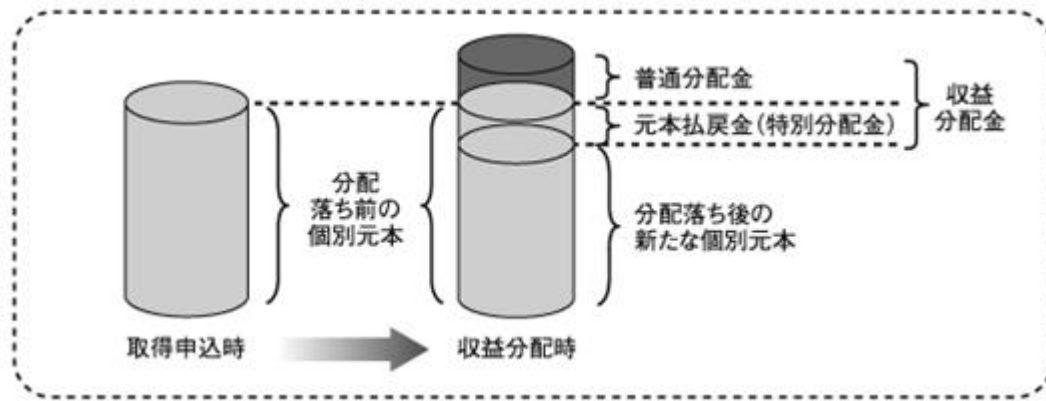 普通分配金
収益
分配金
元本払戻金(特別分配金)
分配
落ち前の
個別元本
分配落ち後の
新たな個別元本
取得申込時
収益分配時